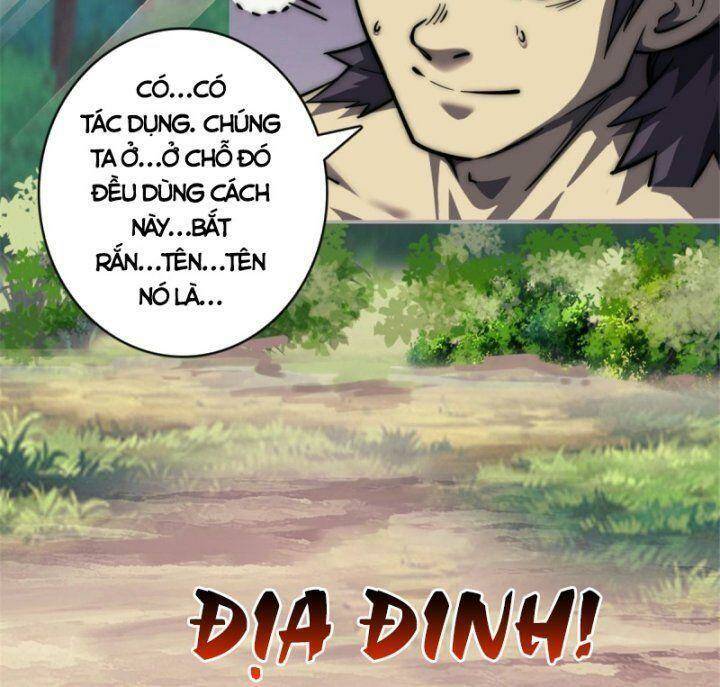 CÓ...CÓ
TÁC DỤNG. CHÚNG
TA Ở...Ở CHỖ ĐÓ
ĐỀU DÙNG CÁCH
NÀY...BẮT
RẮN...TÊN...TÊN
NÓ LÀ...
ĐỊA ĐINH!